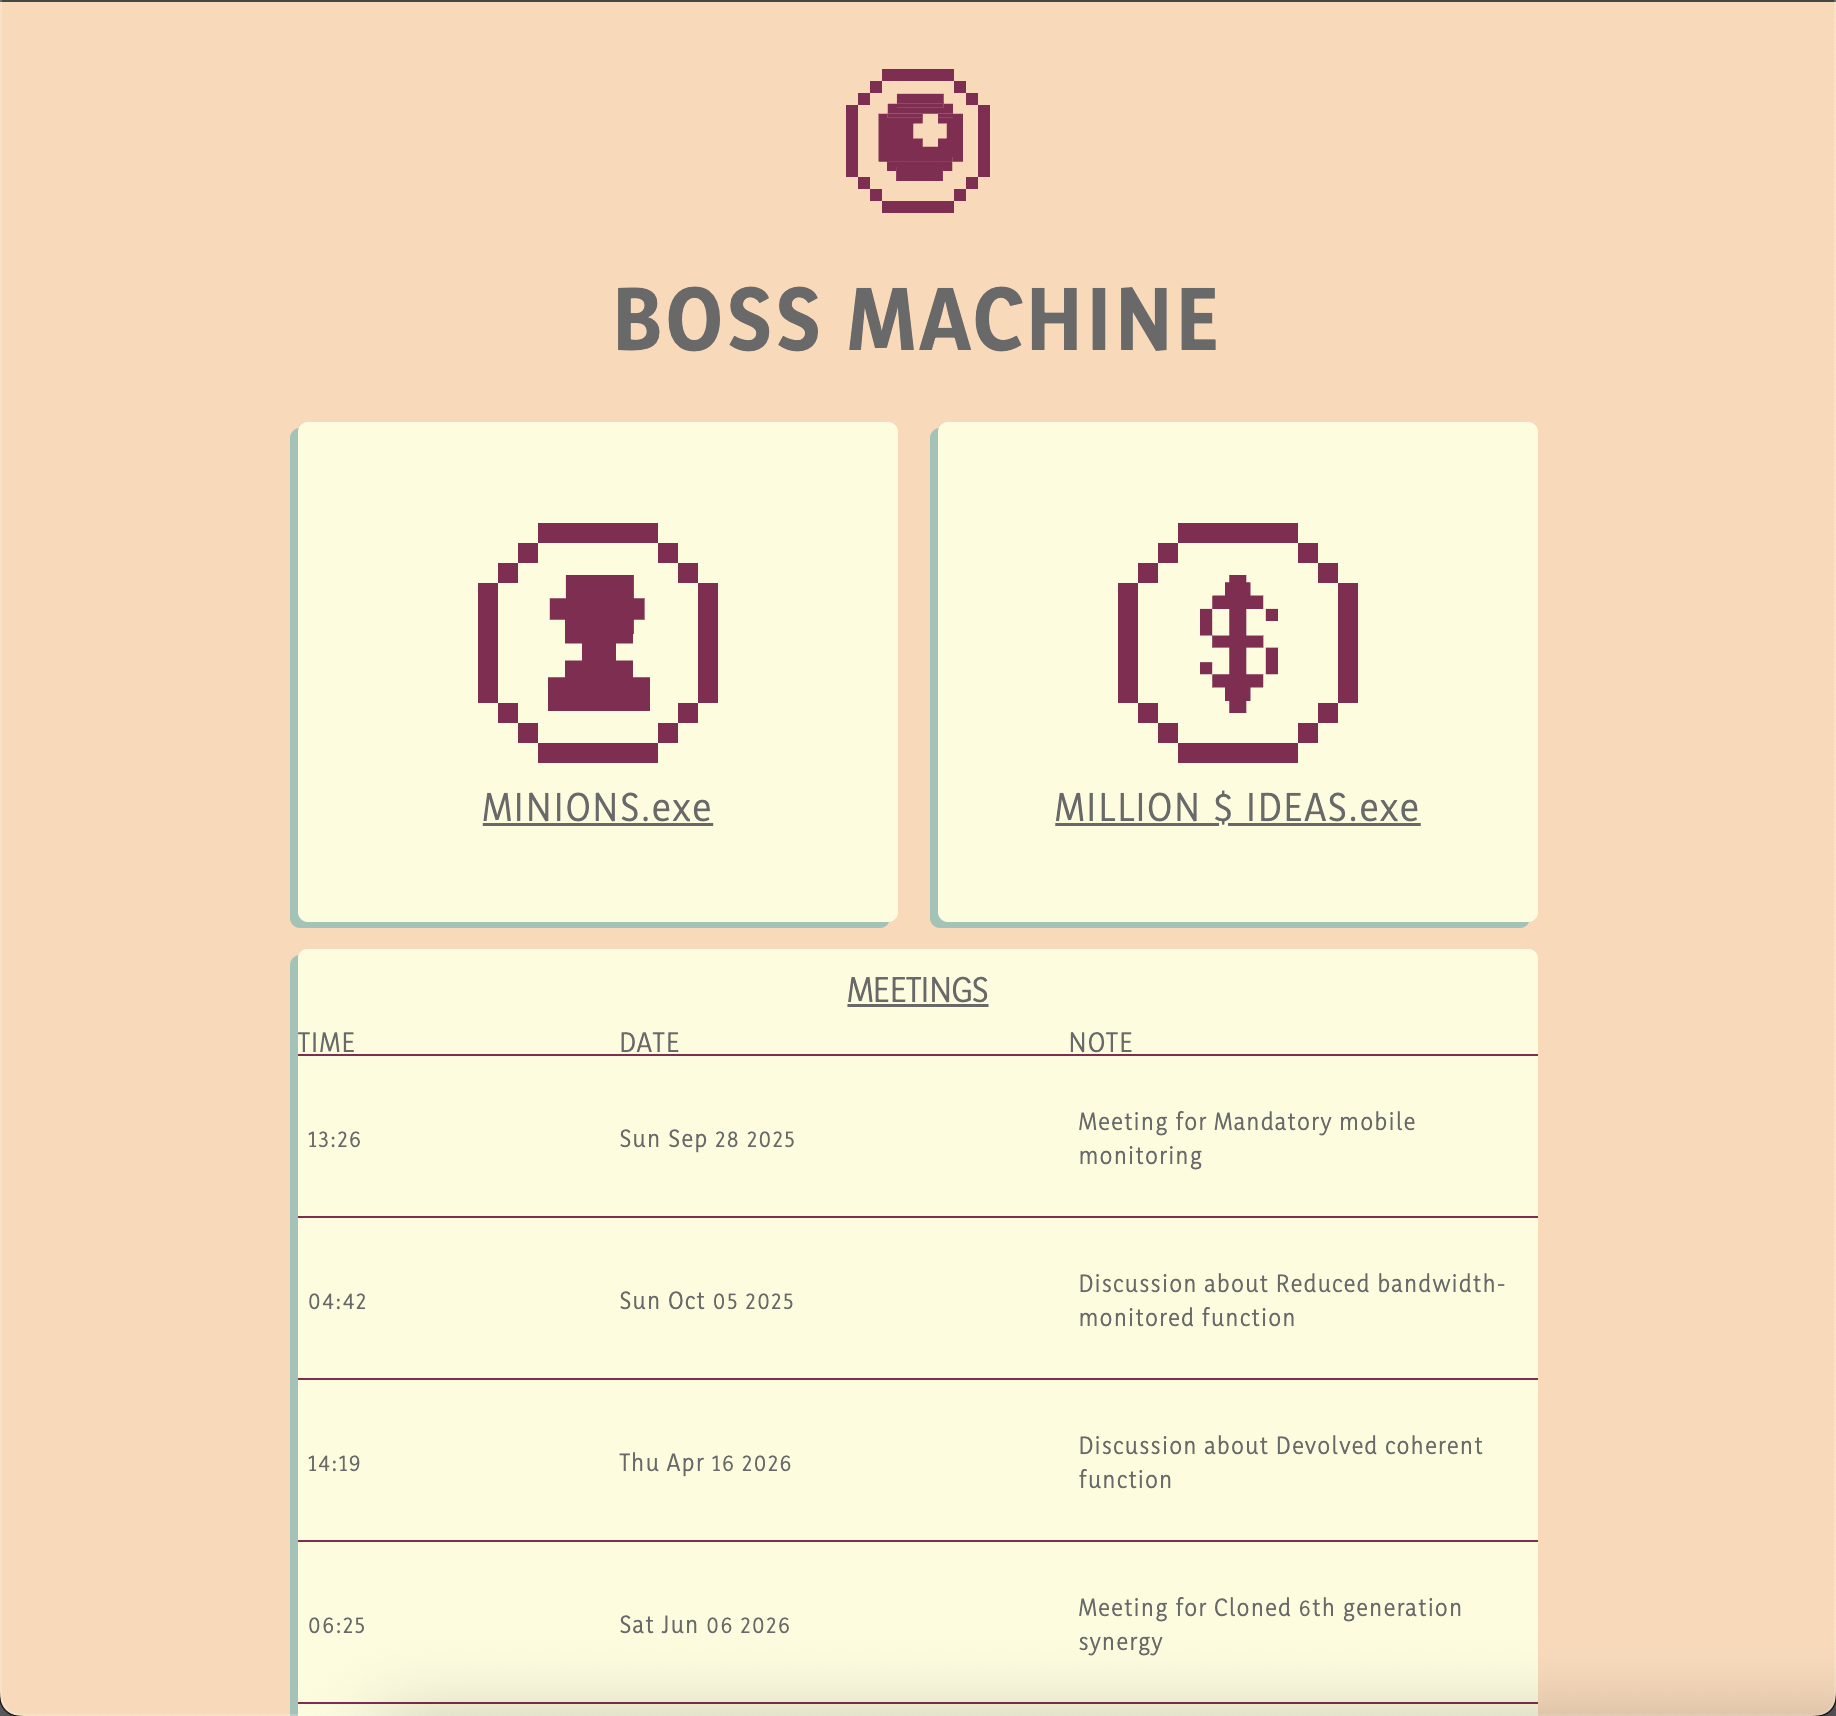 BOSS MACHINE
MINIONS.exe
MILLION $ IDEAS.exe
MEETINGS
TIME DATE NOTE
13:26 Sun Sep 28 2025 Meeting for Mandatory mobile
monitoring
04:42 Sun Oct 05 2025 Discussion about Reduced bandwidth-
monitored function
14:19 Thu Apr 16 2026 Discussion about Devolved coherent
function
06:25 Sat Jun 06 2026 Meeting for Cloned 6th generation
synergy